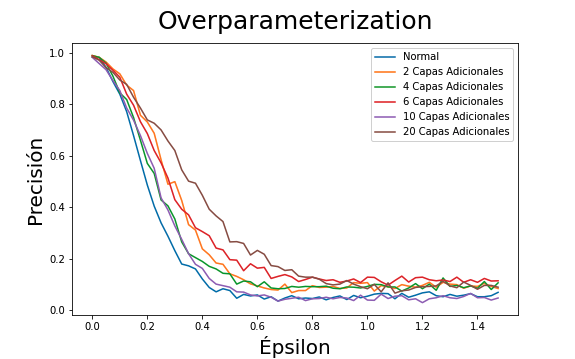 Overparameterization
Precisión
1.0
0.8
0.6
0.4
0.2
0.0
Normal
2 Capas Adicionales
4 Capas Adicionales
6 Capas Adicionales
10 Capas Adicionales
20 Capas Adicionales
0.0 0.2 0.4 0.6 0.8 1.0 1.2 1.4
Épsilon